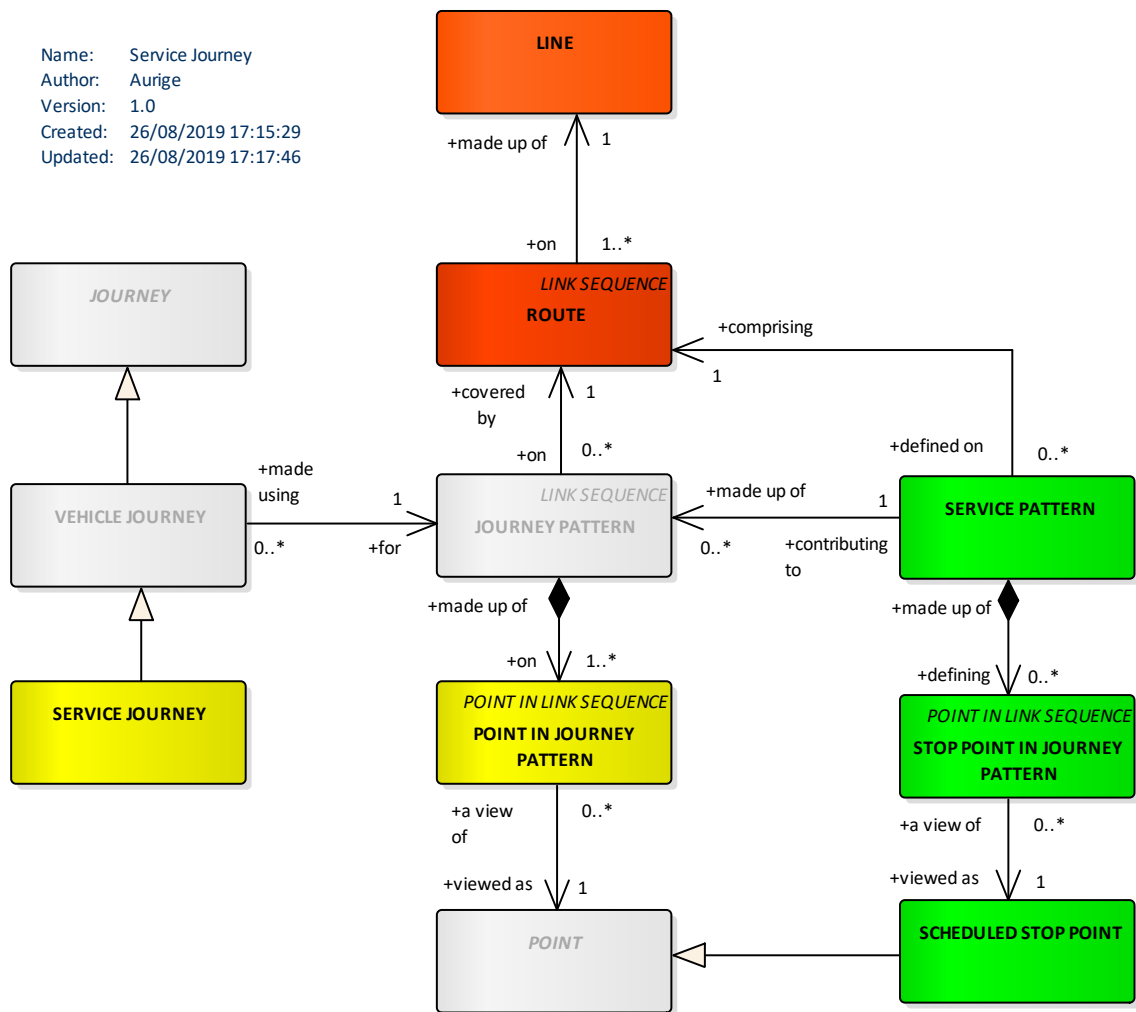 Name: Service Journey
Author: Aurige
Version: 1.0
Created: 26/08/2019 17:15:29
Updated: 26/08/2019 17:17:46
LINE
+made up of
1
+on
1..*
LINK SEQUENCE
ROUTE
JOURNEY
+comprising
1
+covered
by
1
+on
0..*
+defined on
0..*
+made
using
1
0..*
+for
VEHICLE JOURNEY
LINK SEQUENCE
JOURNEY PATTERN
+made up of
1
0..*
+contributing
to
SERVICE PATTERN
+made up of
+on
1..*
+made up of
+defining
0..*
SERVICE JOURNEY
POINT IN LINK SEQUENCE
POINT IN JOURNEY
PATTERN
POINT IN LINK SEQUENCE
STOP POINT IN JOURNEY
PATTERN
+a view
of
0..*
+viewed as
1
+a view of
0..*
+viewed as
1
POINT
SCHEDULED STOP POINT